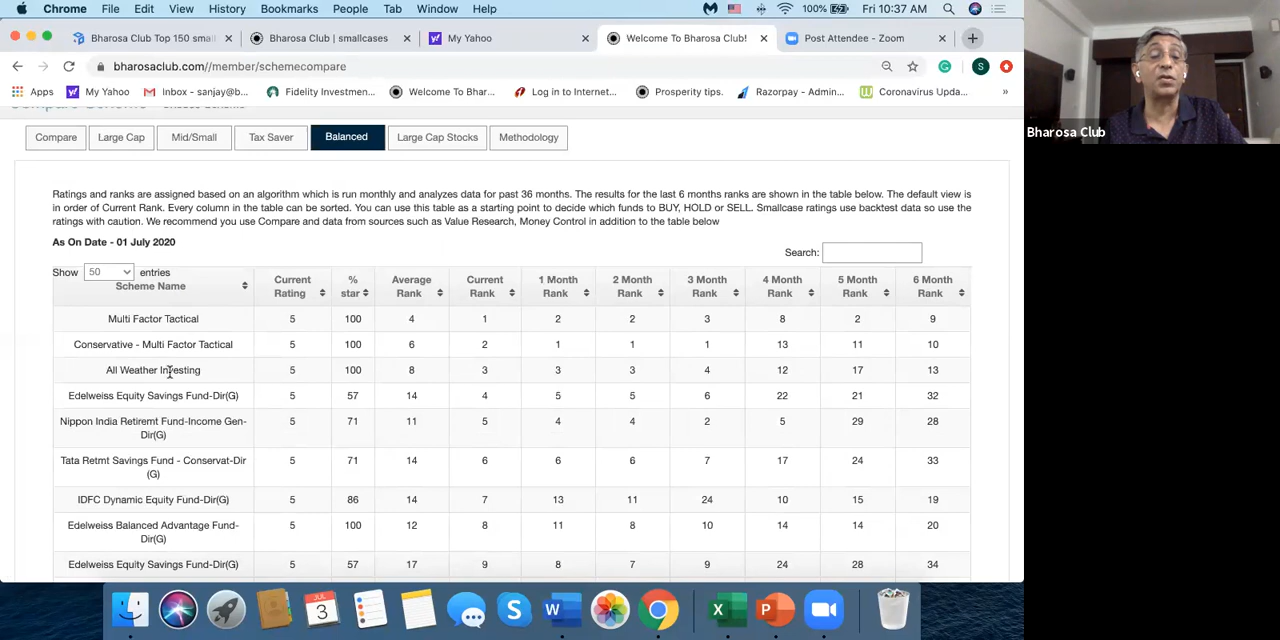 Chrome File Edit View History Bookmarks People Tab Window Help 100% Fri 10:37 AM
Bharosa Club Top 150 smal × Bharosa Club | smallcases × My Yahoo × Welcome To Bharosa Club! × Post Attendee - Zoom × +
bharosaclub.com//member/schemecompare S
Apps My Yahoo Inbox - sanjay@b... Fidelity Investmen... Welcome To Bher... Log in to Internet... Prosperity tips. Razorpay - Admin... Coronavirus Upda... »
Compare Large Cap Mid/Small Tax Saver Balanced Large Cap Stocks Methodology
Ratings and ranks are assigned based on an algorithm which is run monthly and analyzes data for past 36 months. The results for the last 6 months ranks are shown in the table below. The default view is
in order of Current Rank. Every column in the table can be sorted. You can use this table as a starting point to decide which funds to BUY, HOLD or SELL. Smallcase ratings use backtest data so use the
ratings with caution. We recommend you use Compare and data from sources such as Value Research, Money Control in addition to the table below
As On Date - 01 July 2020
Search:
Show 50 entries
Scheme Name Current Rating % star Average Rank Current Rank 1 Month Rank 2 Month Rank 3 Month Rank 4 Month Rank 5 Month Rank 6 Month Rank
Multi Factor Tactical 5 100 4 1 2 2 3 8 2 9
Conservative - Multi Factor Tactical 5 100 6 2 1 1 1 13 11 10
All Weather Investing 5 100 8 3 3 3 4 12 17 13
Edelweiss Equity Savings Fund-Dir(G) 5 57 14 4 5 5 6 22 21 32
Nippon India Retiremt Fund-Income Gen-Dir(G) 5 71 11 5 4 4 2 5 29 28
Tata Retmt Savings Fund - Conservat-Dir (G) 5 71 14 6 6 6 7 17 24 33
IDFC Dynamic Equity Fund-Dir(G) 5 86 14 7 13 11 24 10 15 19
Edelweiss Balanced Advantage Fund-Dir(G) 5 100 12 8 11 8 10 14 14 20
Edelweiss Equity Savings Fund-Dir(G) 5 57 17 9 8 7 9 24 28 34
Bharosa Club
JUL 3